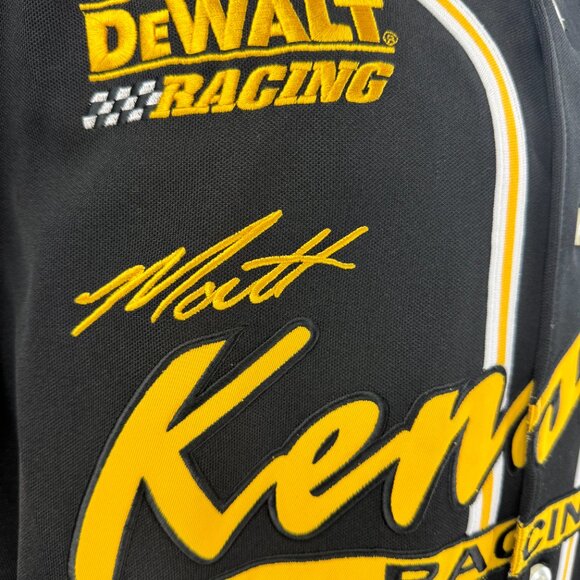 DEWALT®
RACING
Matt
Kens
RACIN